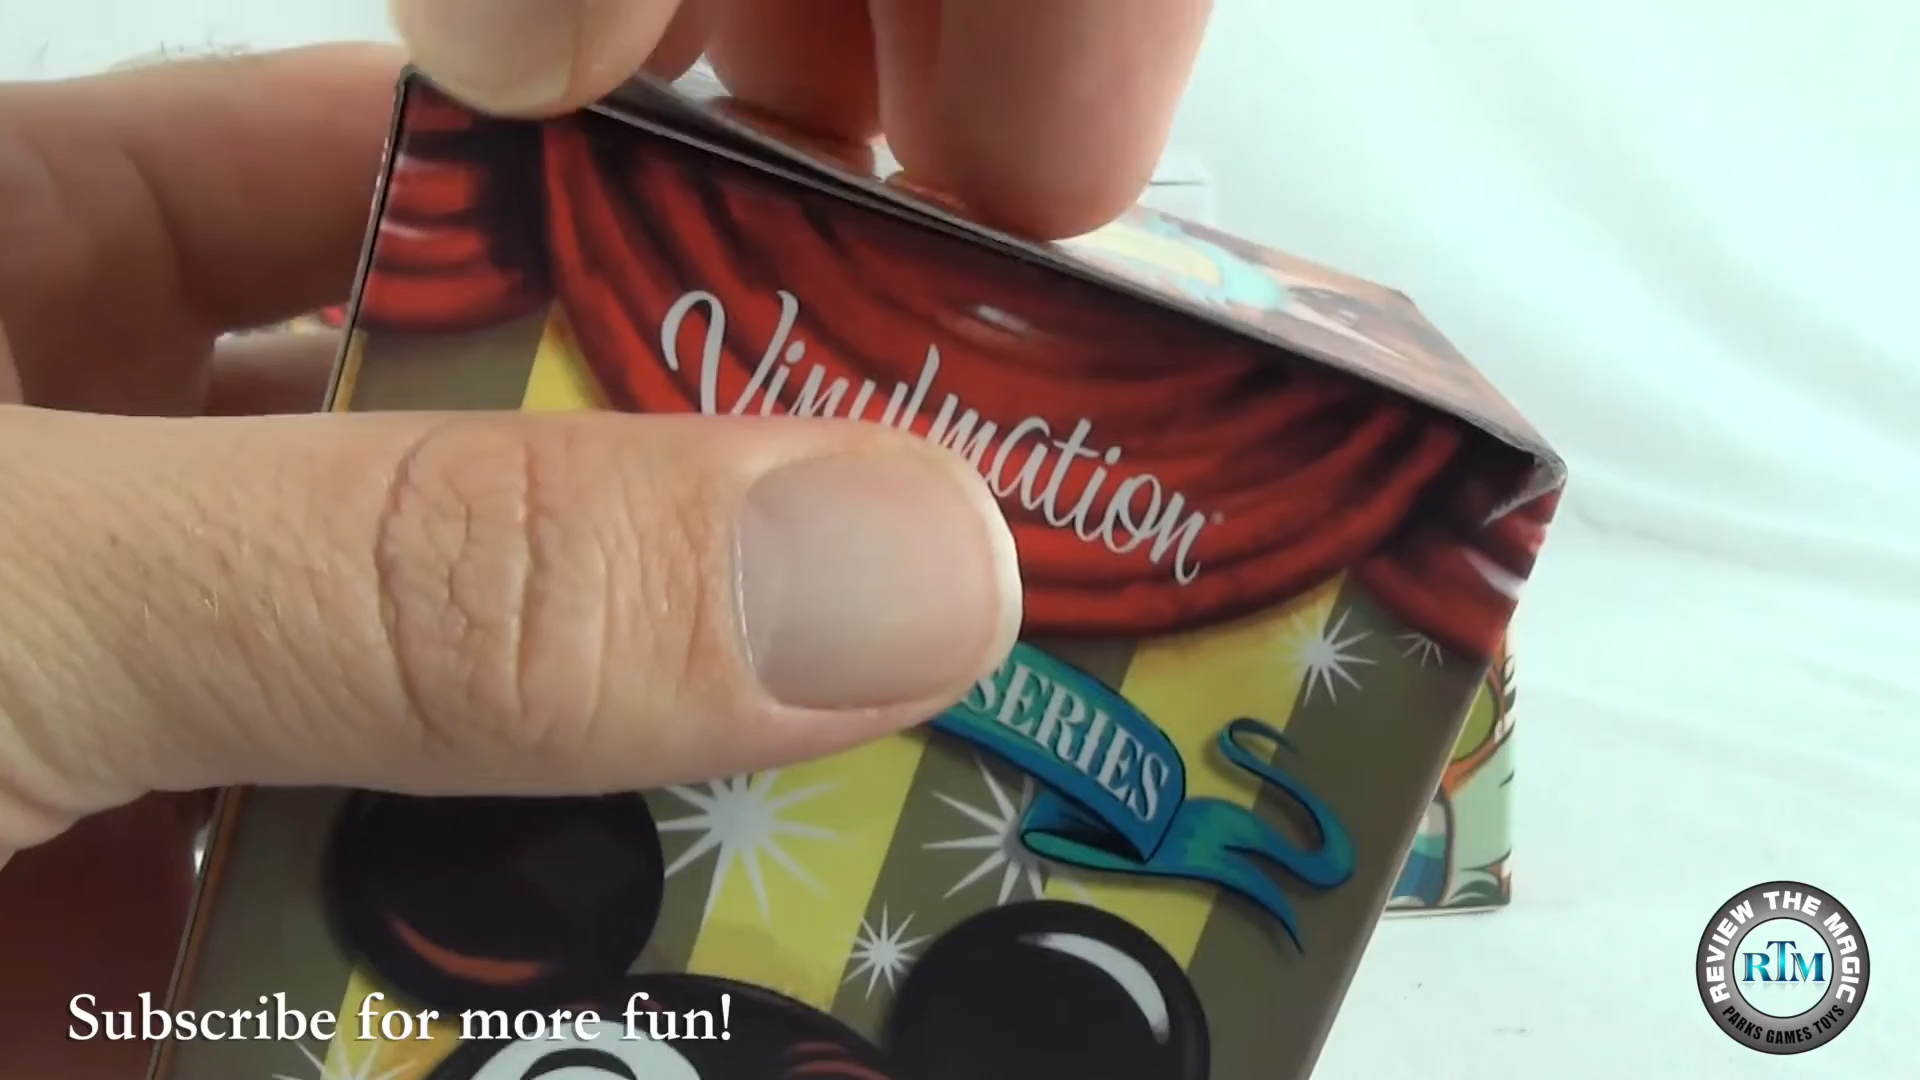 Vinylmation
SERIES
Subscribe for more fun!
REVIEW THE MAGIC
RTM
PARKS GAMES TOYS